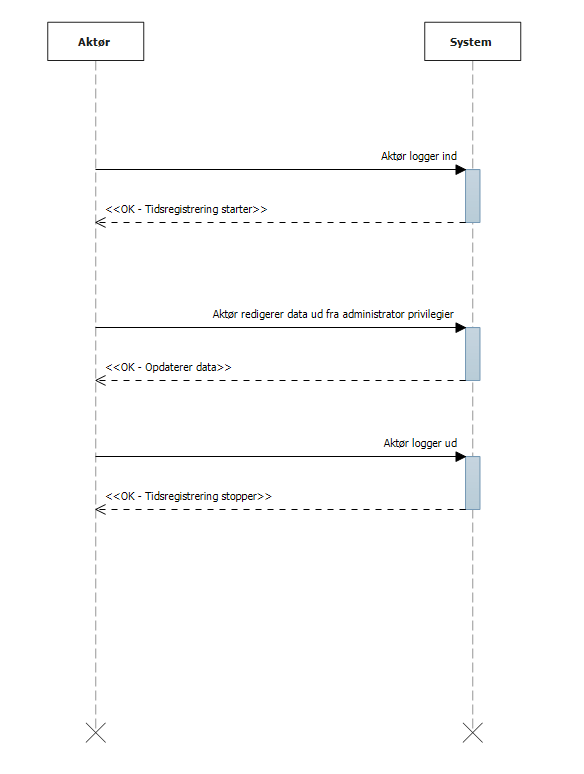 Aktør
System
Aktør logger ind
<<OK - Tidsregistrering starter>>
Aktør redigerer data ud fra administrator privilegier
<<OK - Opdaterer data>>
Aktør logger ud
<<OK - Tidsregistrering stopper>>